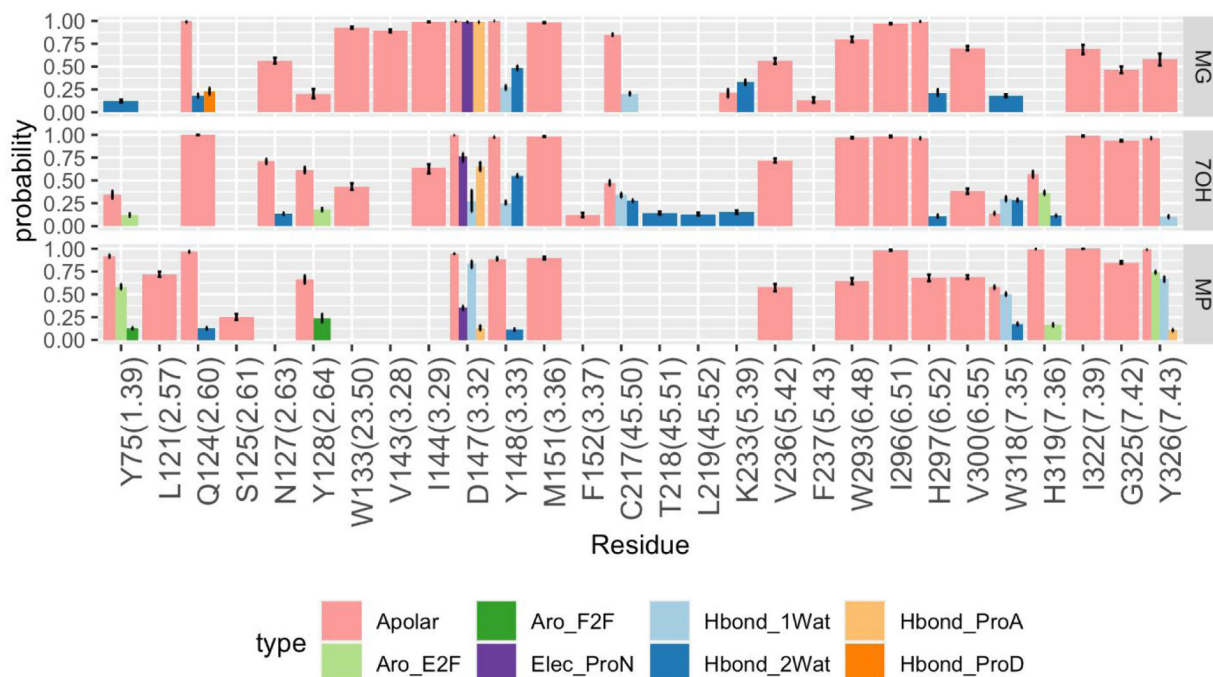 probability
1.00
0.75
0.50
0.25
0.00
MG
1.00
0.75
0.50
0.25
0.00
7OH
1.00
0.75
0.50
0.25
0.00
MP
Y75(1.39)
L121(2.57)
Q124(2.60)
S125(2.61)
N127(2.63)
Y128(2.64)
W133(23.50)
V143(3.28)
I144(3.29)
D147(3.32)
Y148(3.33)
M151(3.36)
F152(3.37)
C217(45.50)
T218(45.51)
L219(45.52)
K233(5.39)
V236(5.42)
F237(5.43)
W293(6.48)
I296(6.51)
H297(6.52)
V300(6.55)
W318(7.35)
H319(7.36)
I322(7.39)
G325(7.42)
Y326(7.43)
Residue
type
Apolar
Aro_F2F
Hbond_1Wat
Hbond_ProA
Aro_E2F
Elec_ProN
Hbond_2Wat
Hbond_ProD